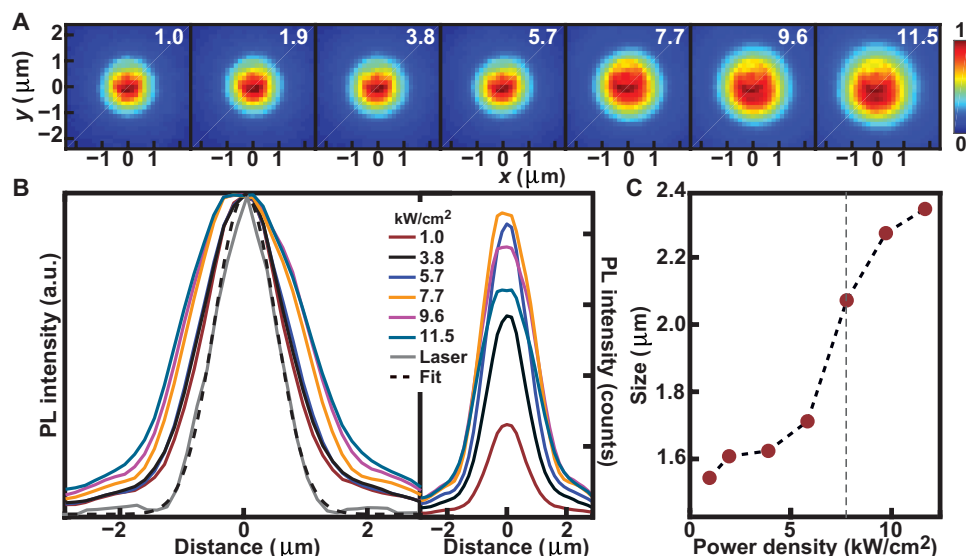 A
2
1
0
−1
−2
y (μm)
1.0 1.9 3.8 5.7 7.7 9.6 11.5
1
0
−1 0 1 −1 0 1 −1 0 1 −1 0 1 −1 0 1 −1 0 1 −1 0 1
x (μm)
B
PL intensity (a.u.)
kW/cm²
1.0
3.8
5.7
7.7
9.6
11.5
Laser
Fit
−2 0 2
Distance (μm)
PL intensity (counts)
−2 0 2
Distance (μm)
C
Size (μm)
2.4
2.2
2.0
1.8
1.6
0 5 10
Power density (kW/cm²)